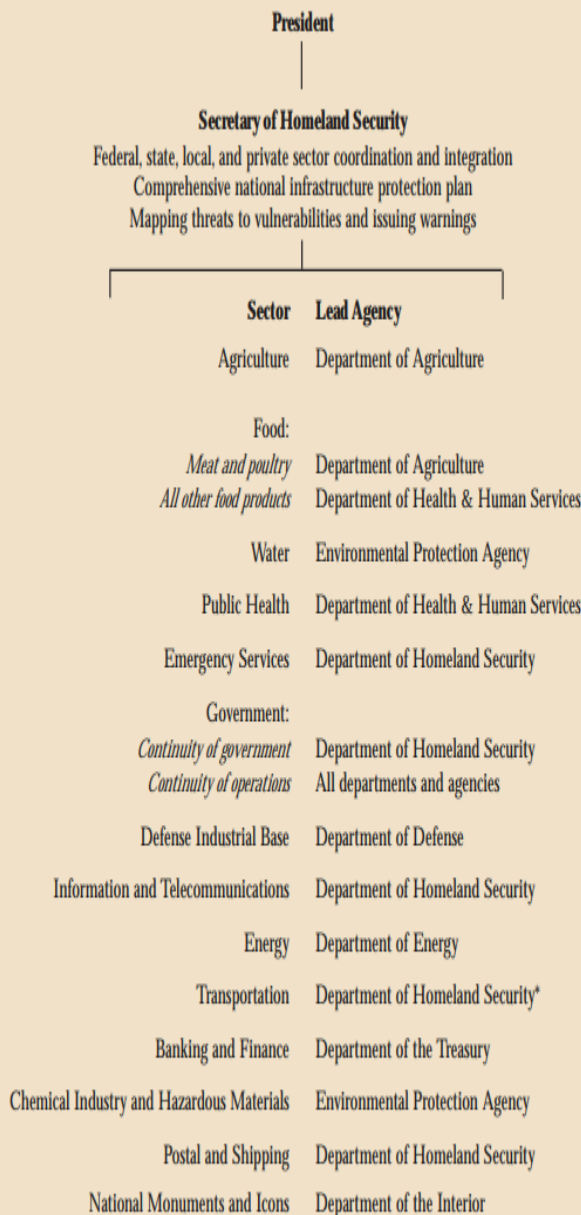 President
Secretary of Homeland Security
Federal, state, local, and private sector coordination and integration
Comprehensive national infrastructure protection plan
Mapping threats to vulnerabilities and issuing warnings
Sector Lead Agency
Agriculture Department of Agriculture
Food:
Meat and poultry Department of Agriculture
All other food products Department of Health & Human Services
Water Environmental Protection Agency
Public Health Department of Health & Human Services
Emergency Services Department of Homeland Security
Government:
Continuity of government Department of Homeland Security
Continuity of operations All departments and agencies
Defense Industrial Base Department of Defense
Information and Telecommunications Department of Homeland Security
Energy Department of Energy
Transportation Department of Homeland Security*
Banking and Finance Department of the Treasury
Chemical Industry and Hazardous Materials Environmental Protection Agency
Postal and Shipping Department of Homeland Security
National Monuments and Icons Department of the Interior